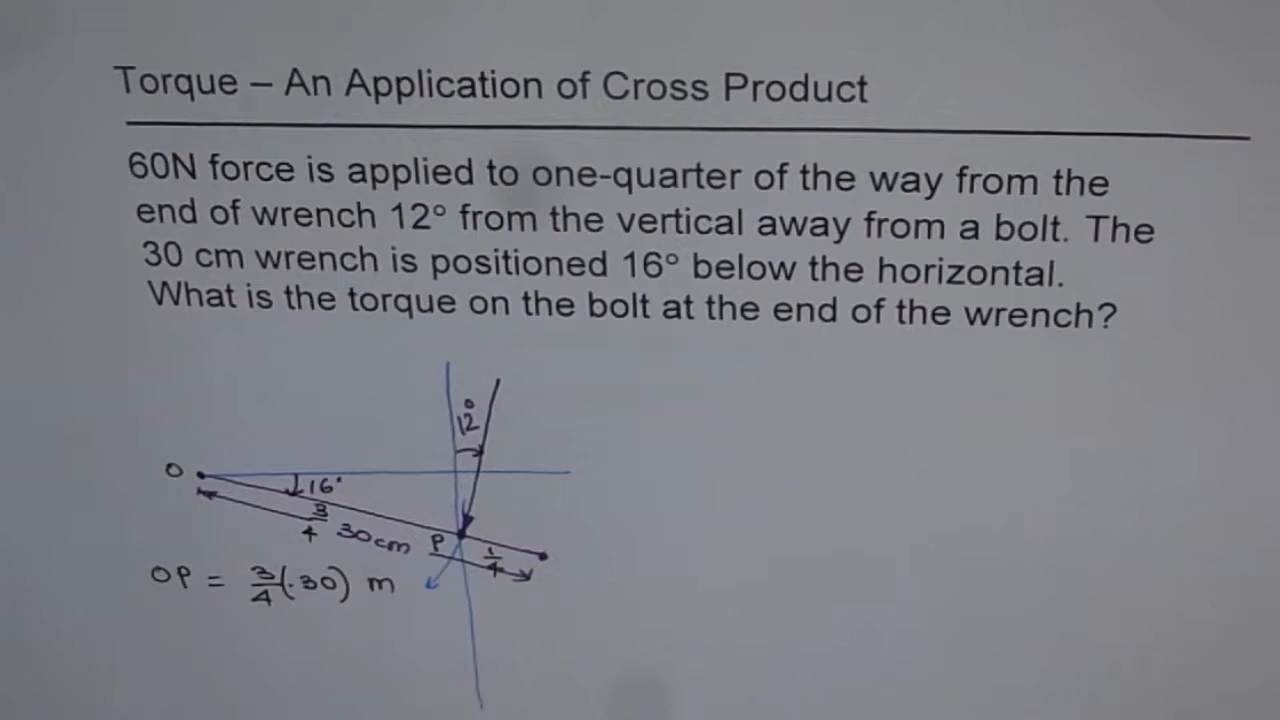 Torque – An Application of Cross Product
60N force is applied to one-quarter of the way from the
end of wrench 12° from the vertical away from a bolt. The
30 cm wrench is positioned 16° below the horizontal.
What is the torque on the bolt at the end of the wrench?
12°
O
16°
3/4 30cm P 1/4
OP = 3/4(.30) m